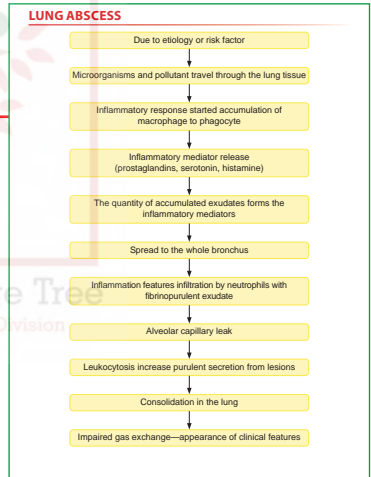 LUNG ABSCESS
Due to etiology or risk factor
Microorganisms and pollutant travel through the lung tissue
Inflammatory response started accumulation of
macrophage to phagocyte
Inflammatory mediator release
(prostaglandins, serotonin, histamine)
The quantity of accumulated exudates forms the
inflammatory mediators
Spread to the whole bronchus
Inflammation features infiltration by neutrophils with
fibrinopurulent exudate
e Tree
Division
Alveolar capillary leak
Leukocytosis increase purulent secretion from lesions
Consolidation in the lung
Impaired gas exchange—appearance of clinical features